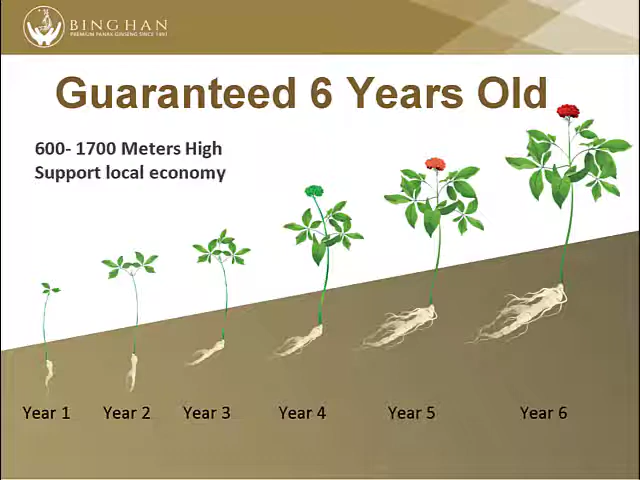 BINGHAN
PREMIUM PANAX GINSENG SINCE 1993
Guaranteed 6 Years Old
600- 1700 Meters High
Support local economy
Year 1
Year 2
Year 3
Year 4
Year 5
Year 6